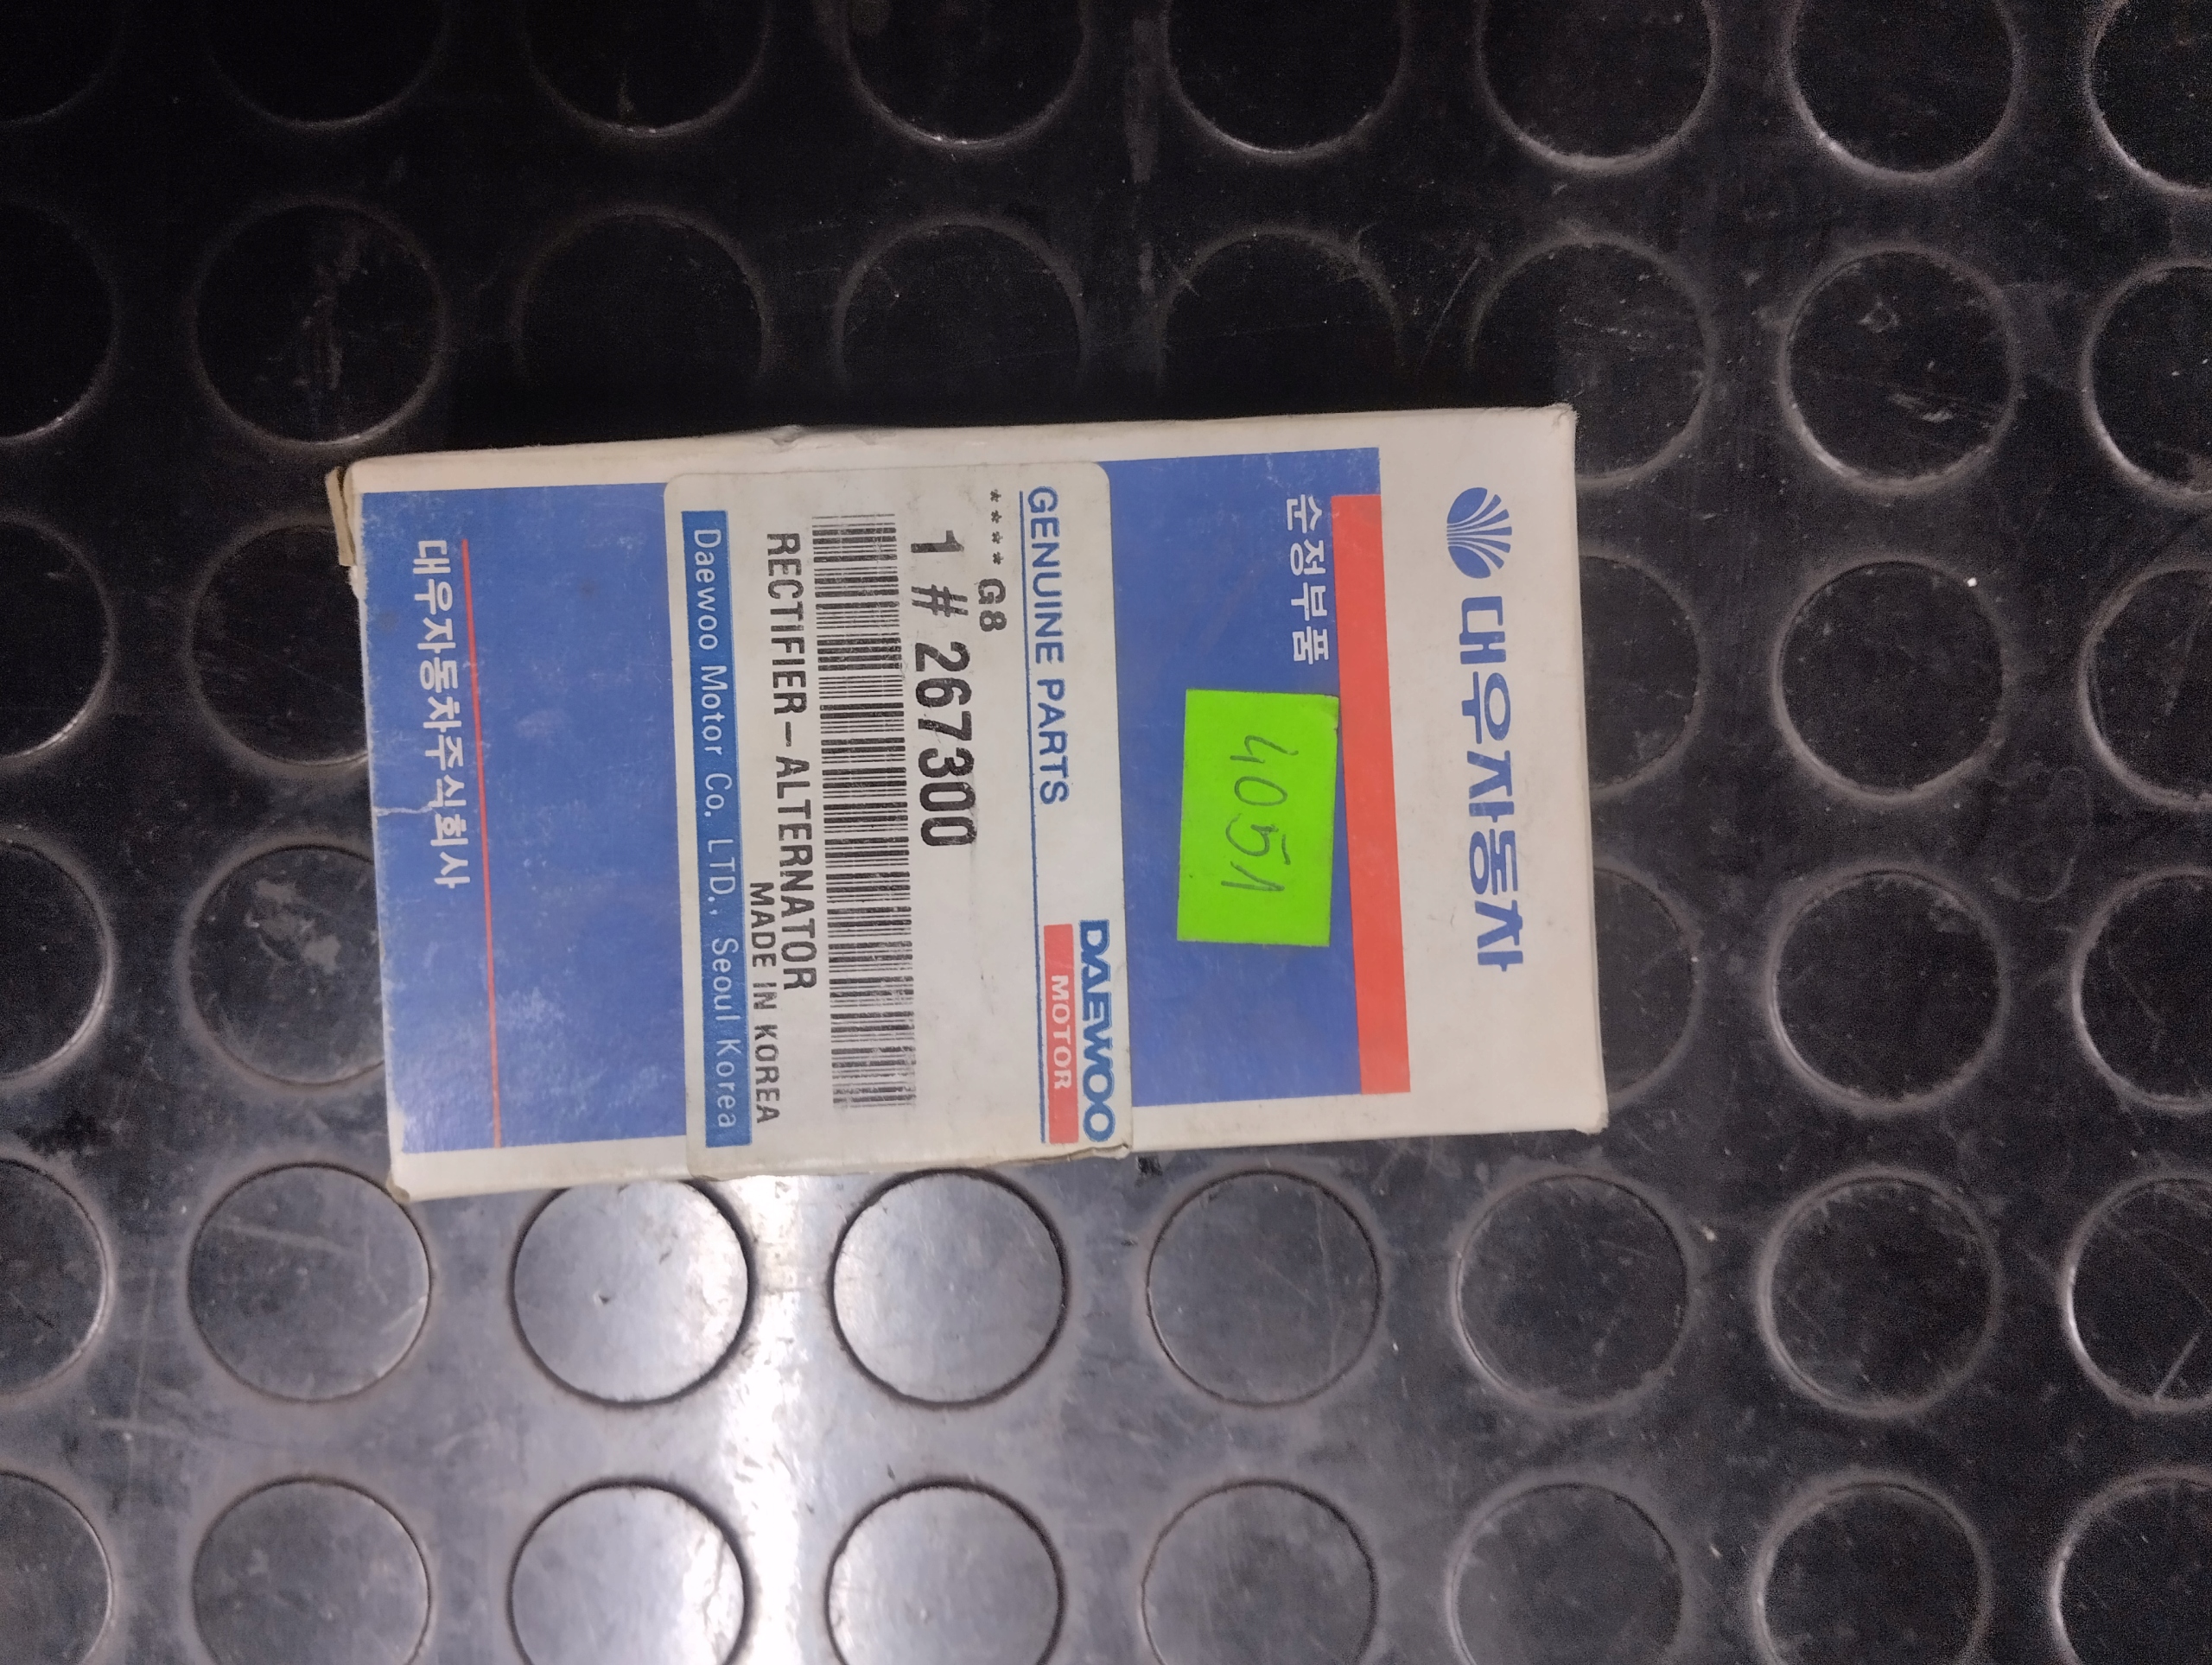 대우자동차
순정부품
4051
GENUINE PARTS
DAEWOO
MOTOR
**** G8
1 # 267300
RECTIFIER-ALTERNATOR
MADE IN KOREA
Daewoo Motor Co. LTD., Seoul Korea
대우자동차주식회사